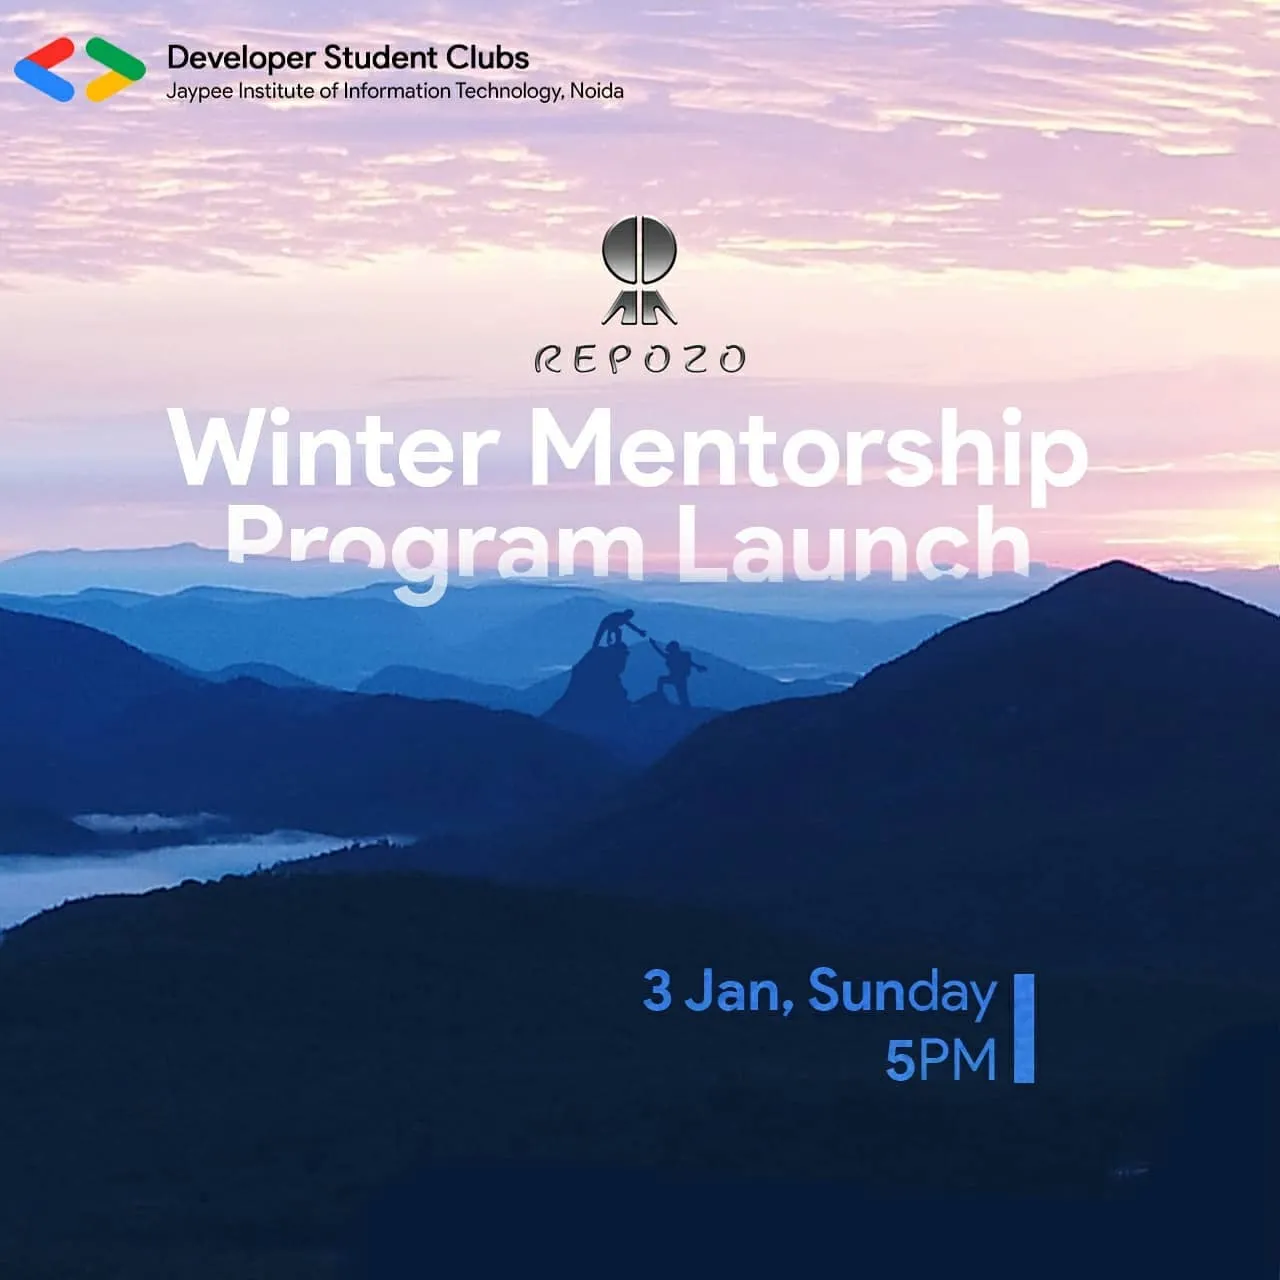 Developer Student Clubs
Jaypee Institute of Information Technology, Noida
REPOZO
Winter Mentorship
Program Launch
3 Jan, Sunday
5PM